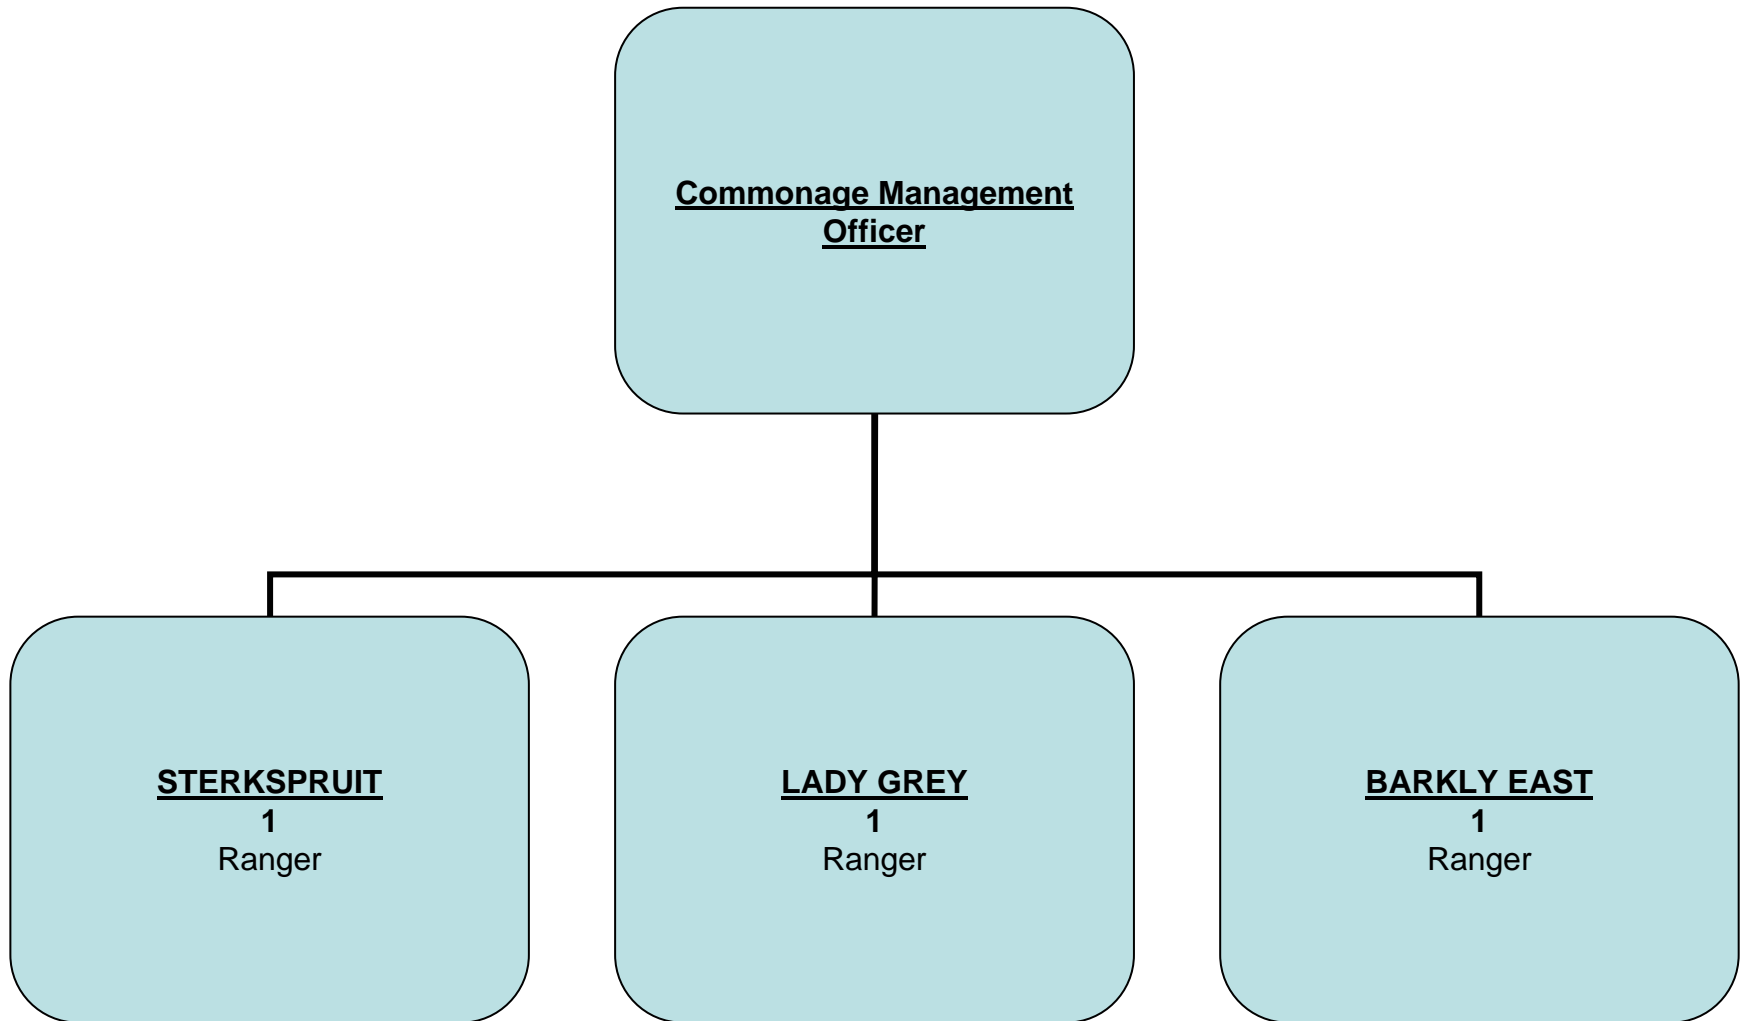 Commonage Management
Officer
STERKSPRUIT
1
Ranger
LADY GREY
1
Ranger
BARKLY EAST
1
Ranger